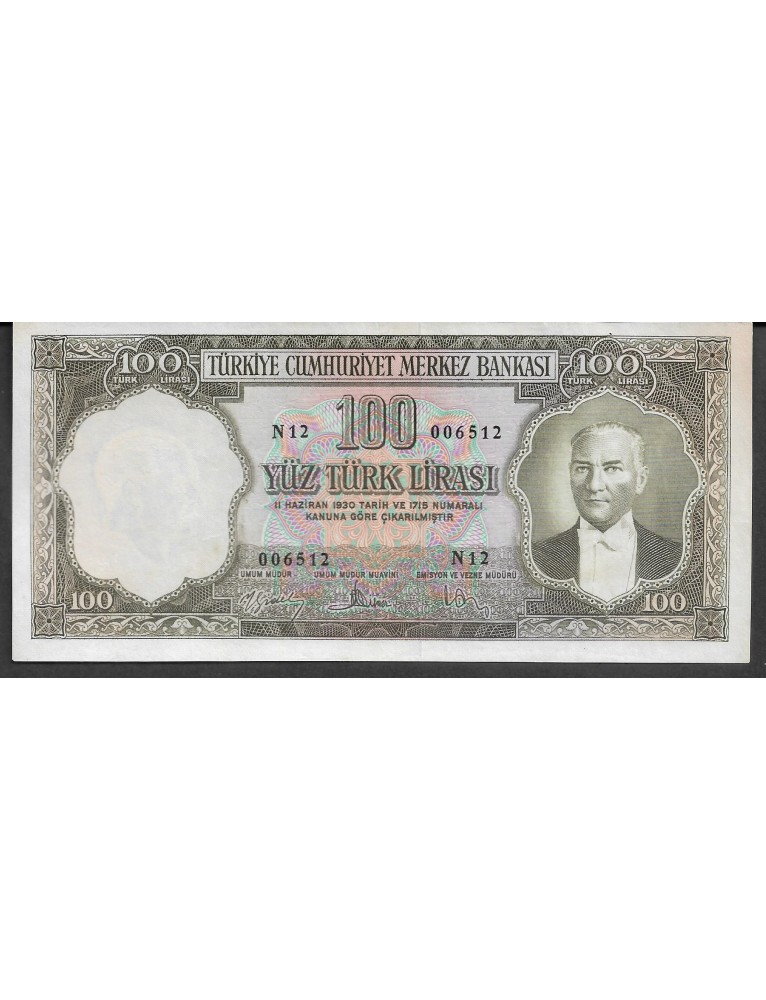 100 TÜRK LİRASI
TÜRKİYE CUMHURİYET MERKEZ BANKASI
100 TÜRK LİRASI
N 12 100 006512
YÜZ TÜRK LİRASI
11 HAZİRAN 1930 TARİH VE 1715 NUMARALI
KANUNA GÖRE ÇIKARILMIŞTIR
006512 N 12
UMUM MÜDÜR UMUM MÜDÜR MUAVİNİ EMİSYON VE VEZNE MÜDÜRÜ
100 100